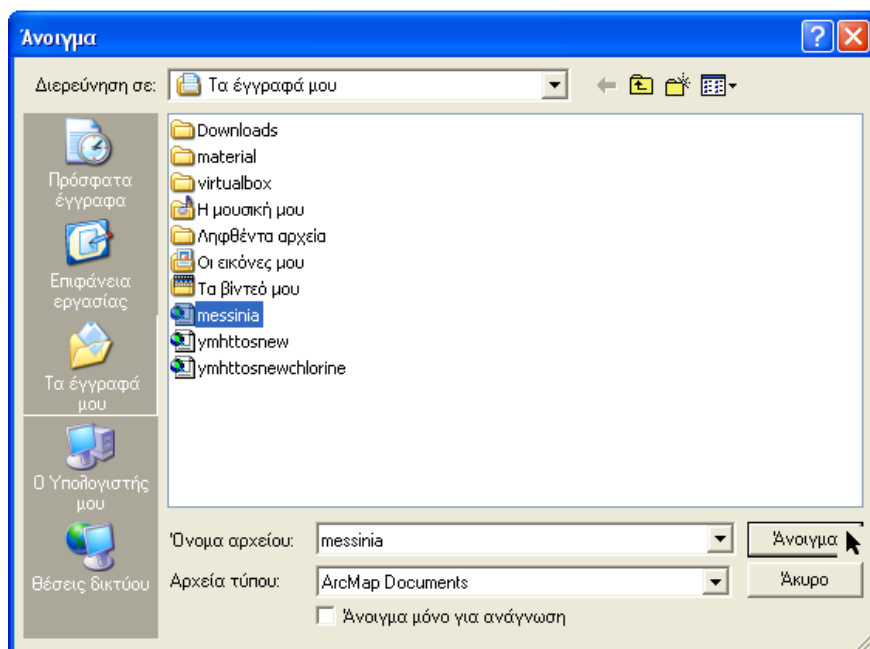 Άνοιγμα
Διερεύνηση σε:
Τα έγγραφά μου
Πρόσφατα
έγγραφα
Επιφάνεια
εργασίας
Τα έγγραφά
μου
Ο Υπολογιστής
μου
Θέσεις δικτύου
Downloads
material
virtualbox
Η μουσική μου
Ληφθέντα αρχεία
Οι εικόνες μου
Τα βίντεό μου
messinia
ymhttosnew
ymhttosnewchlorine
Όνομα αρχείου:
messinia
Άνοιγμα
Αρχεία τύπου:
ArcMap Documents
Άκυρο
Άνοιγμα μόνο για ανάγνωση